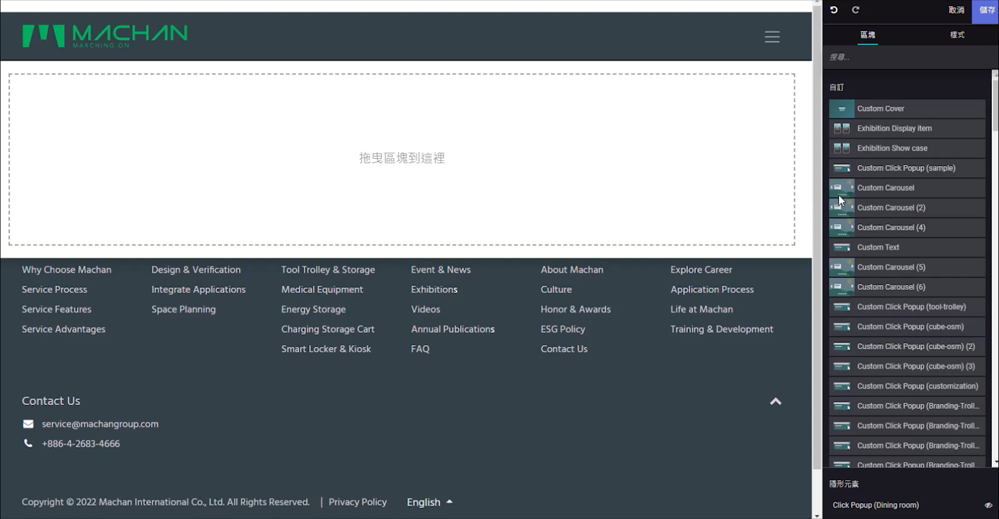 MACHAN
MARCHING ON
拖曳區塊到這裡
Why Choose Machan
Service Process
Service Features
Service Advantages
Design & Verification
Integrate Applications
Space Planning
Tool Trolley & Storage
Medical Equipment
Energy Storage
Charging Storage Cart
Smart Locker & Kiosk
Event & News
Exhibitions
Videos
Annual Publications
FAQ
About Machan
Culture
Honor & Awards
ESG Policy
Contact Us
Explore Career
Application Process
Life at Machan
Training & Development
Contact Us
service@machangroup.com
+886-4-2683-4666
Copyright © 2022 Machan International Co., Ltd. All Rights Reserved. | Privacy Policy English
取消 儲存
區塊 樣式
搜尋...
自訂
Custom Cover
Exhibition Display item
Exhibition Show case
Custom Click Popup (sample)
Custom Carousel
Custom Carousel (2)
Custom Carousel (4)
Custom Text
Custom Carousel (5)
Custom Carousel (6)
Custom Click Popup (tool-trolley)
Custom Click Popup (cube-osm)
Custom Click Popup (cube-osm) (2)
Custom Click Popup (cube-osm) (3)
Custom Click Popup (customization)
Custom Click Popup (Branding-Troll...
Custom Click Popup (Branding-Troll...
Custom Click Popup (Branding-Troll...
Custom Click Popup (Branding-Troll...
隱形元素
Click Popup (Dining room)